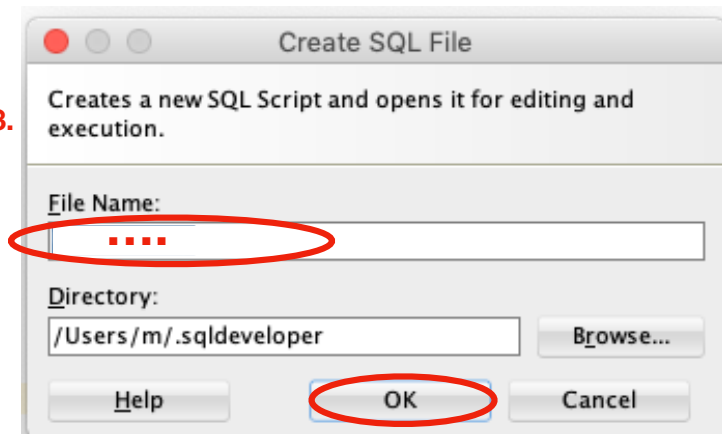 Create SQL File
3.
Creates a new SQL Script and opens it for editing and
execution.
File Name:
....
Directory:
/Users/m/.sqldeveloper
Browse...
Help
OK
Cancel